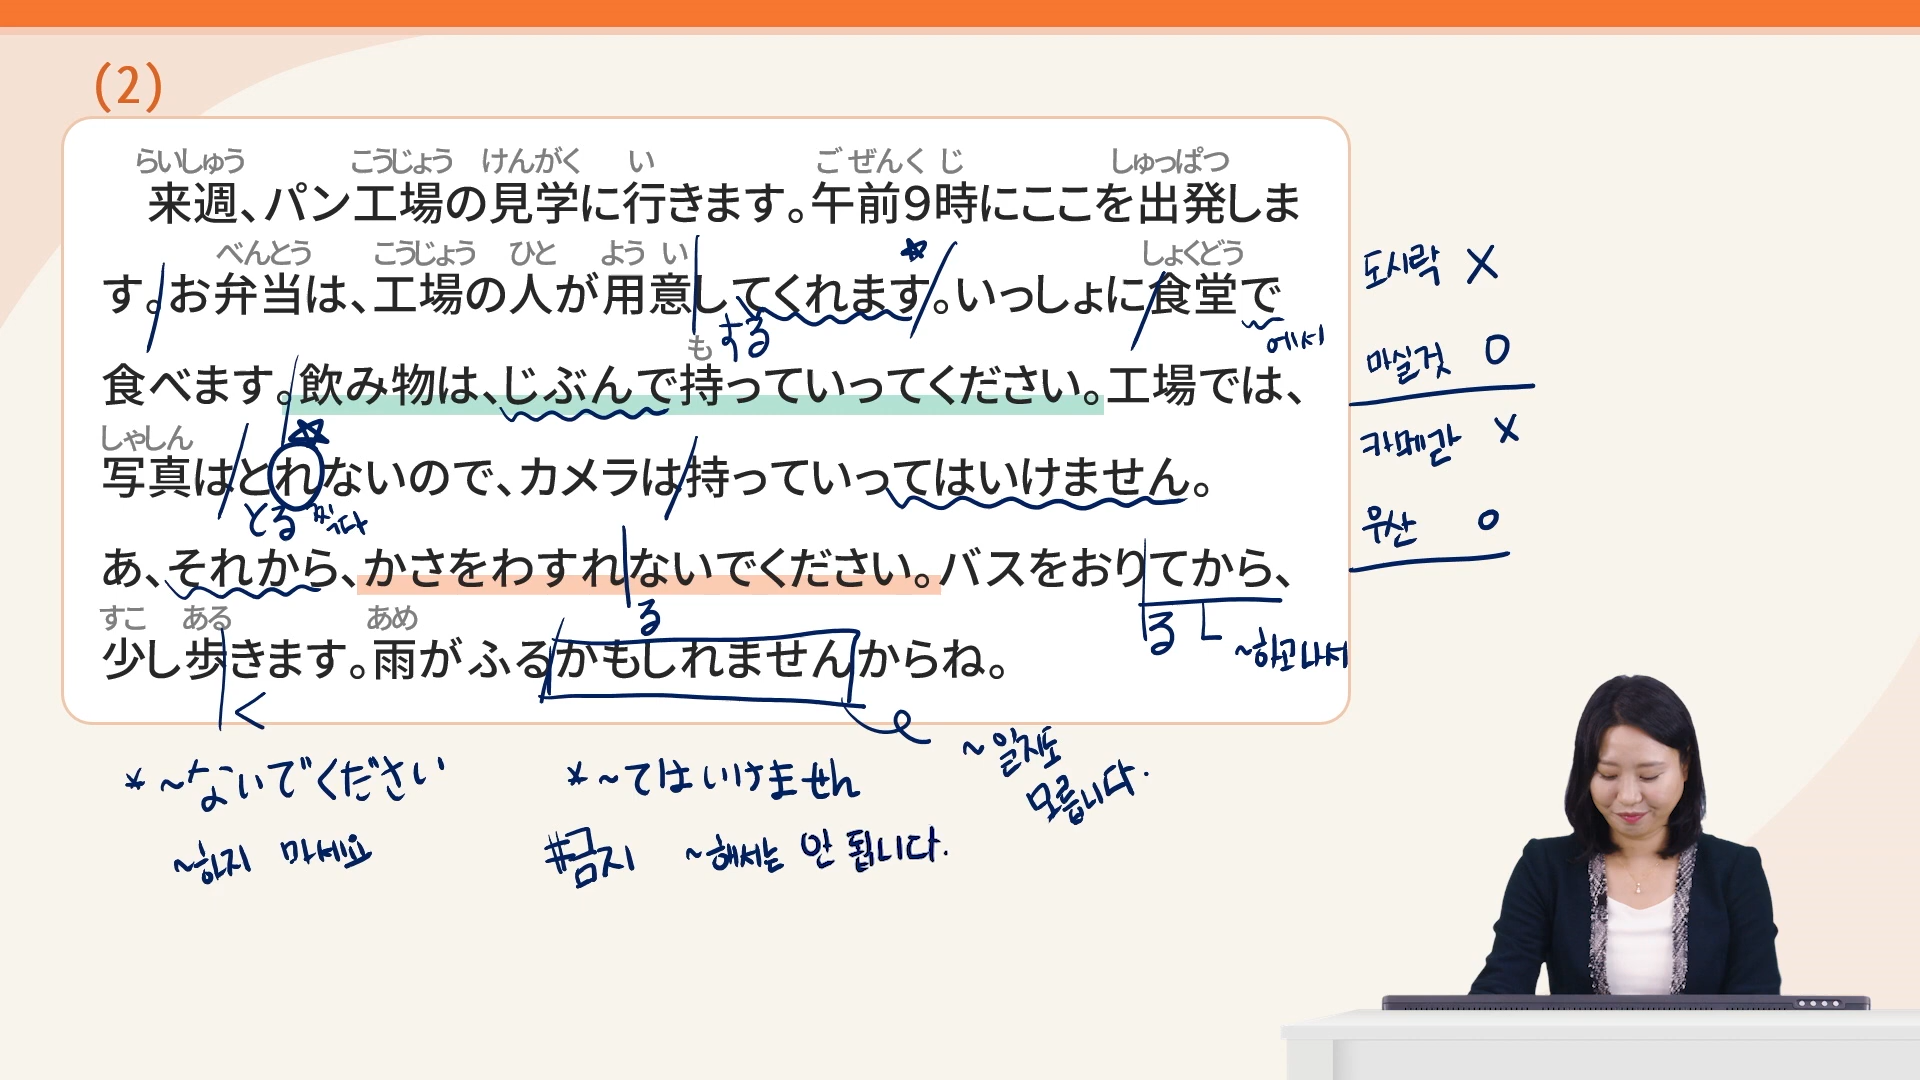 (2)
らいしゅう こうじょう けんがく い ご ぜんく じ しゅっぱつ
来週、パン工場の見学に行きます。午前9時にここを出発しま
べんとう こうじょう ひと よう い しょくどう
す。お弁当は、工場の人が用意してくれます。いっしょに食堂で
する
에서
も
食べます。飲み物は、じぶんで持っていってください。工場では、
しゃしん
写真はとれないので、カメラは持っていってはいけません。
とる 찍다
あ、それから、かさをわすれないでください。バスをおりてから、
る
る
~하고나서
すこ ある あめ
少し歩きます。雨がふるかもしれませんからね。
く
도시락 X
마실것 O
카메라 X
우산 O
*~ないでください
~하지 마세요
*~てはいけません
#금지 ~해서는 안 됩니다.
~일지도
모릅니다.